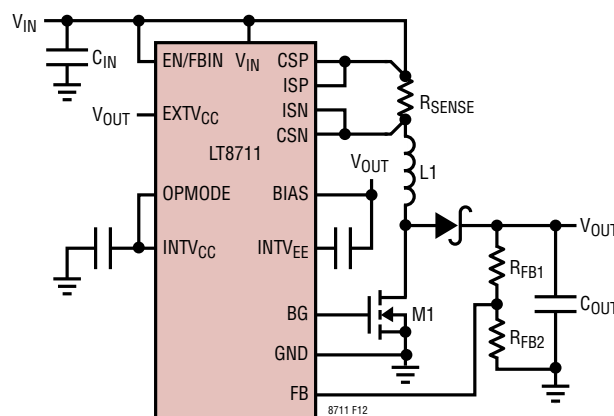 VIN
CIN
EN/FBIN
VIN
CSP
ISP
RSENSE
VOUT
EXTVCC
ISN
CSN
LT8711
VOUT
L1
OPMODE
BIAS
VOUT
INTVCC
INTVEE
RFB1
COUT
BG
M1
RFB2
GND
FB
8711 F12